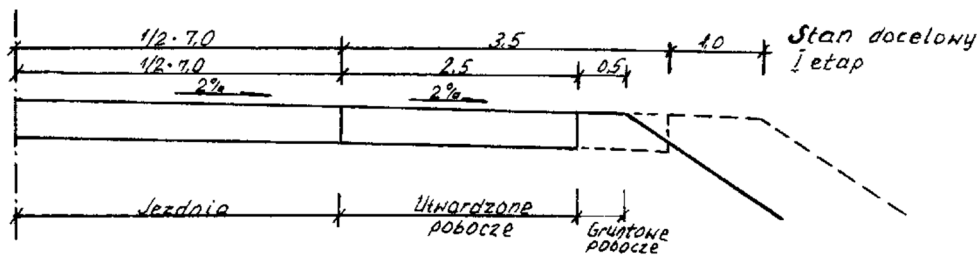 1/2·7,0
3,5
1,0
Stan docelowy
1/2·7,0
2,5
0,5
I etap
2%
2%
Jezdnia
Utwardzone
pobocze
Gruntowe
pobocze